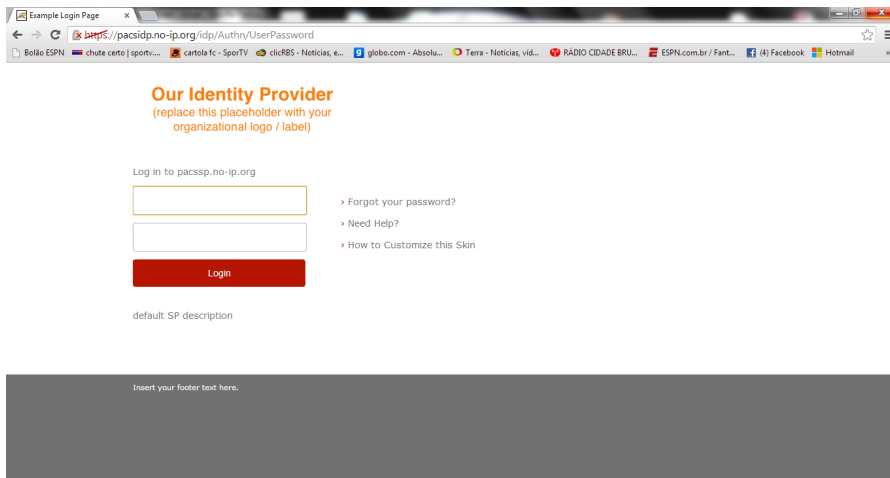 Example Login Page
https://pacsidp.no-ip.org/idp/Authn/UserPassword
Bolão ESPN chute certo | sportv.... cartola fc - SporTV clicRBS - Notícias, e... globo.com - Absolu... Terra - Notícias, vid... RÁDIO CIDADE BRU... ESPN.com.br / Fant... (4) Facebook Hotmail »
Our Identity Provider
(replace this placeholder with your
organizational logo / label)
Log in to pacssp.no-ip.org
› Forgot your password?
› Need Help?
› How to Customize this Skin
Login
default SP description
Insert your footer text here.